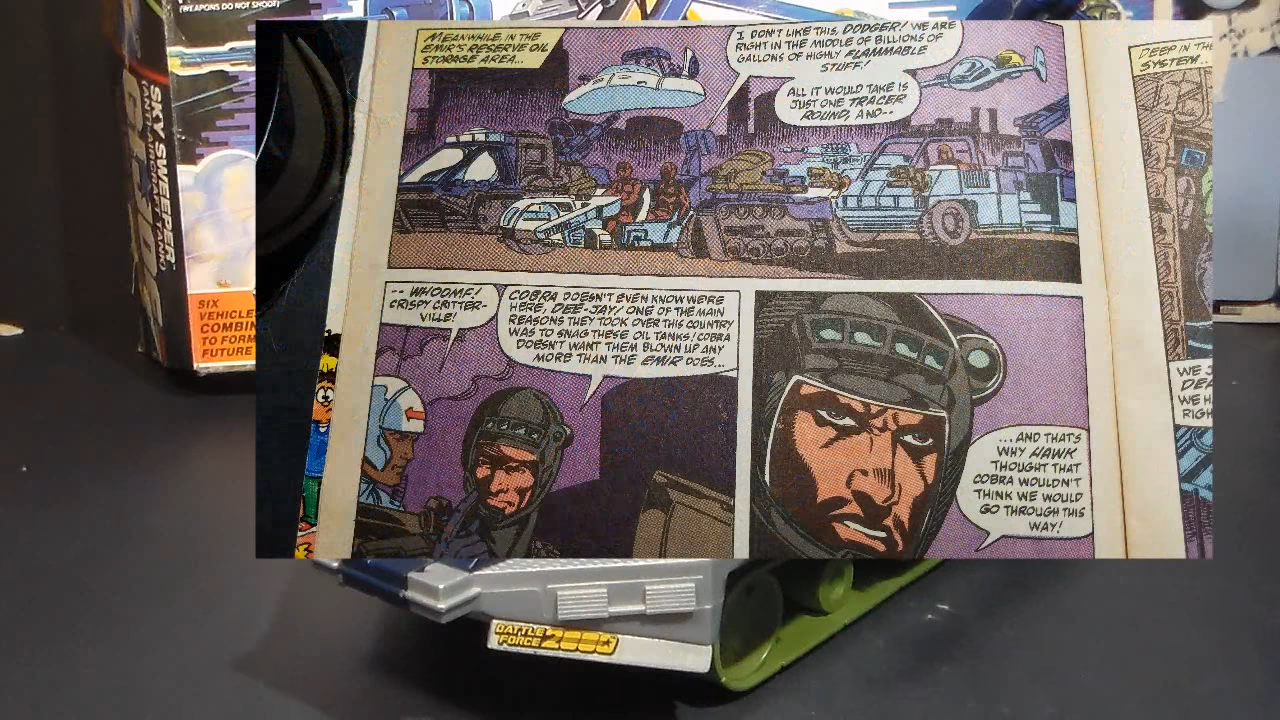 (WEAPONS DO NOT SHOOT)
SKY SWEEPER
SIX
VEHICLE
COMBIN
TO FORM
FUTURE
MEANWHILE, IN THE
EMIR'S RESERVE OIL
STORAGE AREA...
I DON'T LIKE THIS, DODGER! WE ARE
RIGHT IN THE MIDDLE OF BILLIONS OF
GALLONS OF HIGHLY FLAMMABLE
STUFF!
ALL IT WOULD TAKE IS
JUST ONE TRACER
ROUND, AND--
-- WHOOMF!
CRISPY CRITTER-
VILLE!
COBRA DOESN'T EVEN KNOW WE'RE
HERE, DEE-JAY! ONE OF THE MAIN
REASONS THEY TOOK OVER THIS COUNTRY
WAS TO SNAG THESE OIL TANKS! COBRA
DOESN'T WANT THEM BLOWN UP ANY
MORE THAN THE EMIR DOES...
...AND THAT'S
WHY HAWK
THOUGHT THAT
COBRA WOULDN'T
THINK WE WOULD
GO THROUGH THIS
WAY!
DEEP IN THE
SYSTEM..
WE
DEA
WE HA
RIGH
BATTLE
FORCE 2000